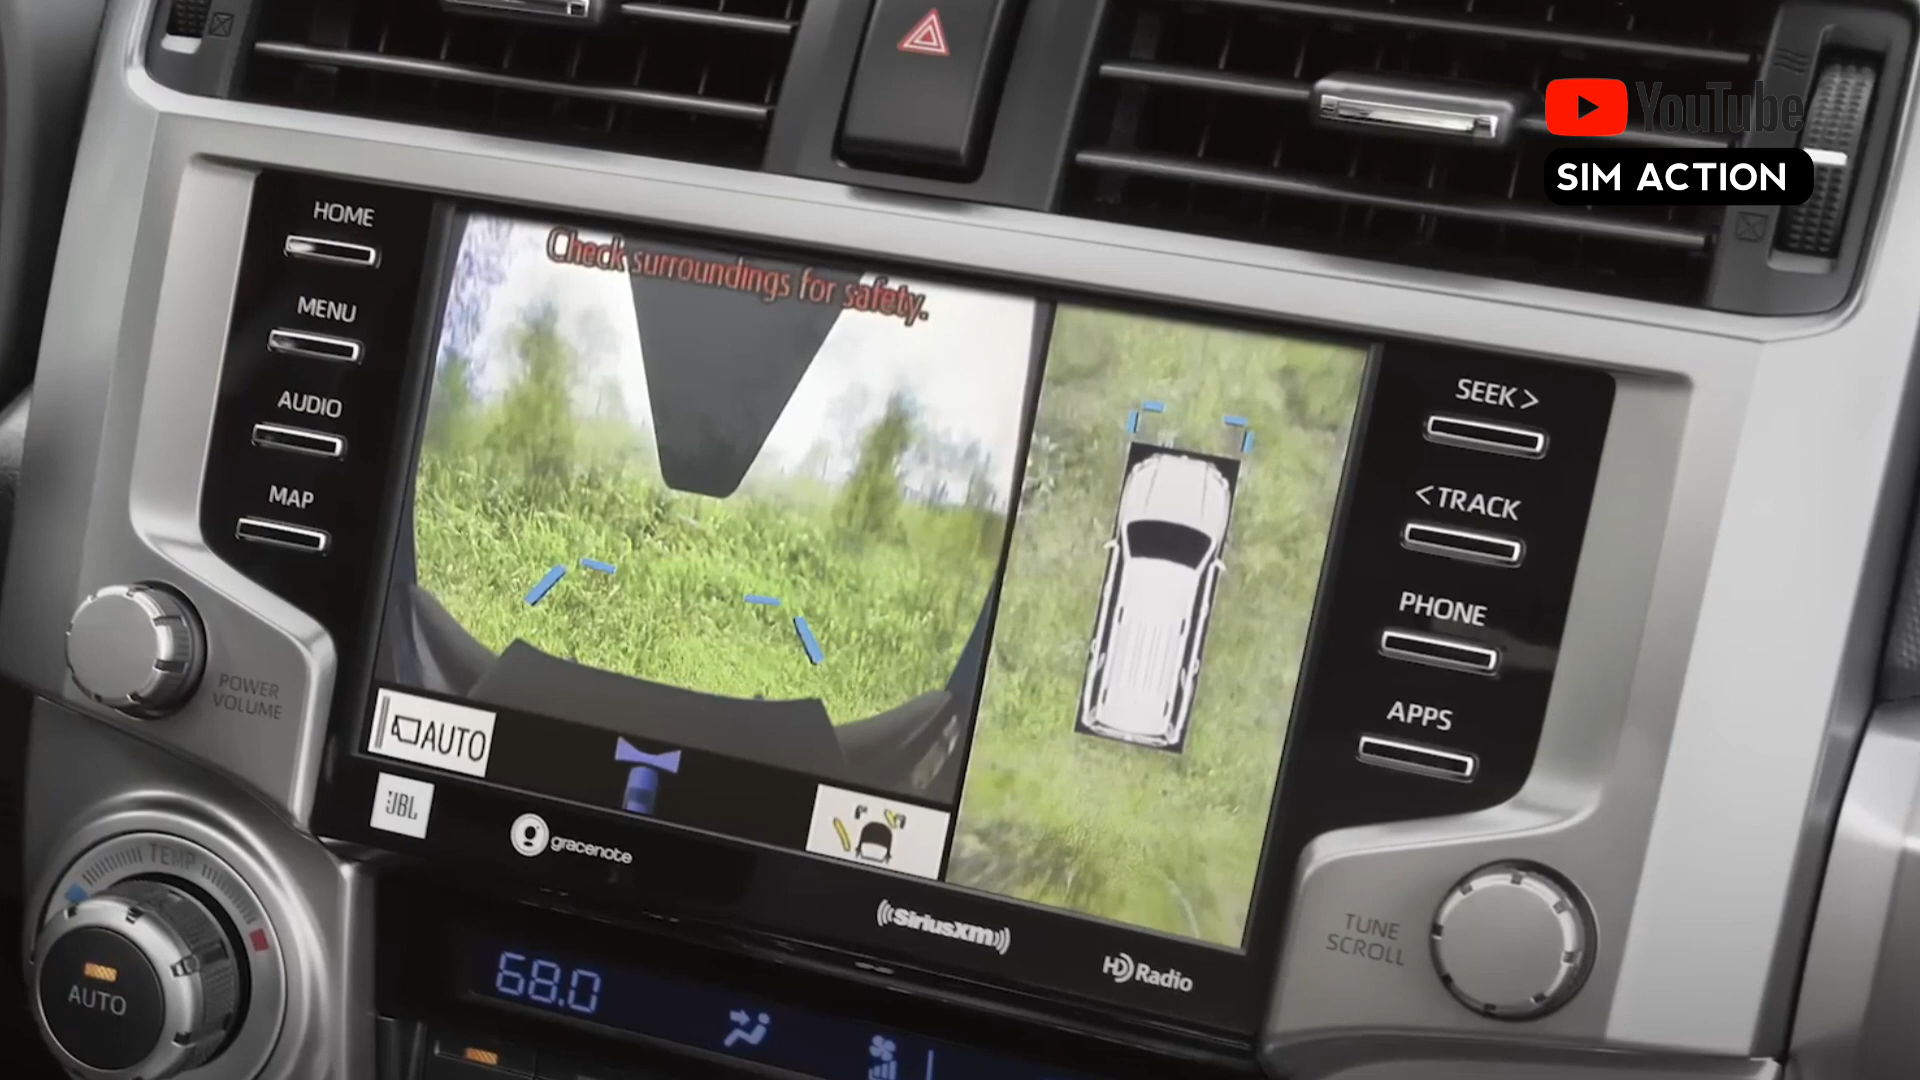 YouTube
SIM ACTION
HOME
MENU
AUDIO
MAP
POWER
VOLUME
Check surroundings for safety.
AUTO
JBL
gracenote
SiriusXM
HD Radio
SEEK >
< TRACK
PHONE
APPS
TUNE
SCROLL
TEMP
AUTO
68.0